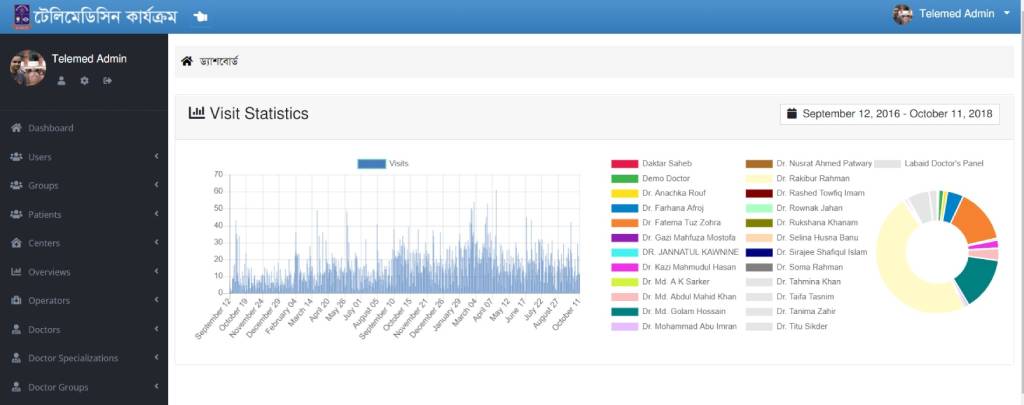 টেলিমেডিসিন কার্যক্রম
Telemed Admin
Telemed Admin
Dashboard
Users
Groups
Patients
Centers
Overviews
Operators
Doctors
Doctor Specializations
Doctor Groups
ড্যাশবোর্ড
Visit Statistics
September 12, 2016 - October 11, 2018
Visits
70
60
50
40
30
20
10
0
September 12
October 19
November 24
December 29
February 04
March 14
April 20
May 26
July 01
August 05
September 10
October 15
November 21
December 26
January 29
March 04
April 07
May 12
June 17
July 22
August 27
October 11
Daktar Saheb
Demo Doctor
Dr. Anachka Rouf
Dr. Farhana Afroj
Dr. Fatema Tuz Zohra
Dr. Gazi Mahfuza Mostofa
DR. JANNATUL KAWNINE
Dr. Kazi Mahmudul Hasan
Dr. Md. A K Sarker
Dr. Md. Abdul Mahid Khan
Dr. Md. Golam Hossain
Dr. Mohammad Abu Imran
Dr. Nusrat Ahmed Patwary
Dr. Rakibur Rahman
Dr. Rashed Towfiq Imam
Dr. Rownak Jahan
Dr. Rukshana Khanam
Dr. Selina Husna Banu
Dr. Sirajee Shafiqul Islam
Dr. Soma Rahman
Dr. Tahmina Khan
Dr. Taifa Tasnim
Dr. Tanima Zahir
Dr. Titu Sikder
Labaid Doctor's Panel